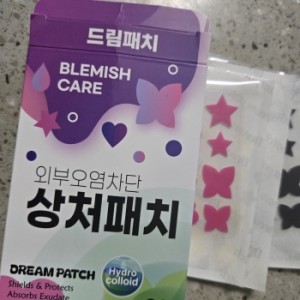 드림패치
BLEMISH
CARE
외부오염차단
상처패치
DREAM PATCH
Shields & Protects
Absorbs Exudate
Hydro
colloid